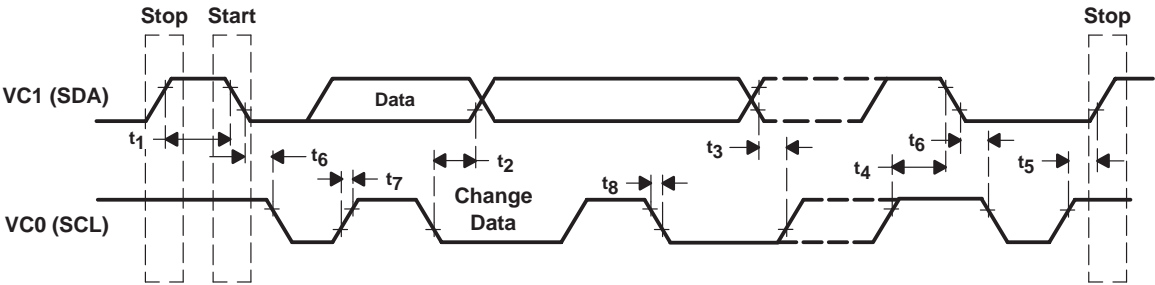 Stop Start Stop
VC1 (SDA)
Data
t1
t6
t7
t2
t3
t4
t6
t5
t8
Change
Data
VC0 (SCL)